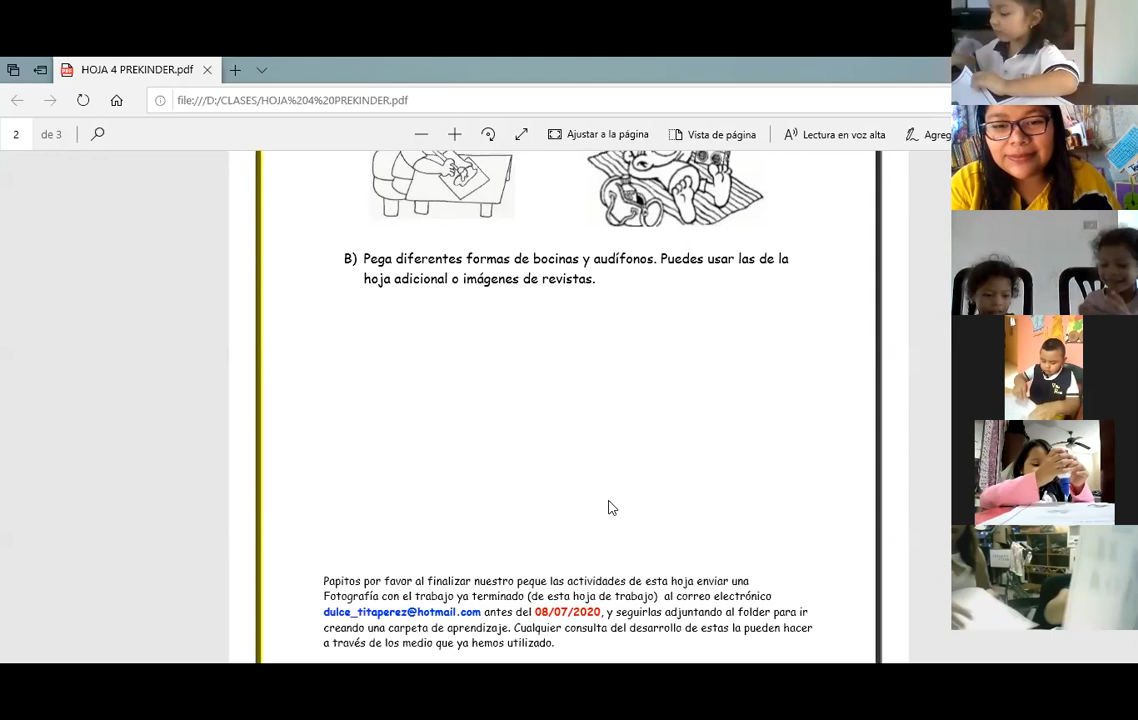 HOJA 4 PREKINDER.pdf
file:///D:/CLASES/HOJA%204%20PREKINDER.pdf
2 de 3
Ajustar a la página
Vista de página
Lectura en voz alta
Agreg
B) Pega diferentes formas de bocinas y audífonos. Puedes usar las de la
hoja adicional o imágenes de revistas.
Papitos por favor al finalizar nuestro peque las actividades de esta hoja enviar una
Fotografía con el trabajo ya terminado (de esta hoja de trabajo) al correo electrónico
dulce_titaperez@hotmail.com antes del 08/07/2020, y seguirlas adjuntando al folder para ir
creando una carpeta de aprendizaje. Cualquier consulta del desarrollo de estas la pueden hacer
a través de los medio que ya hemos utilizado.